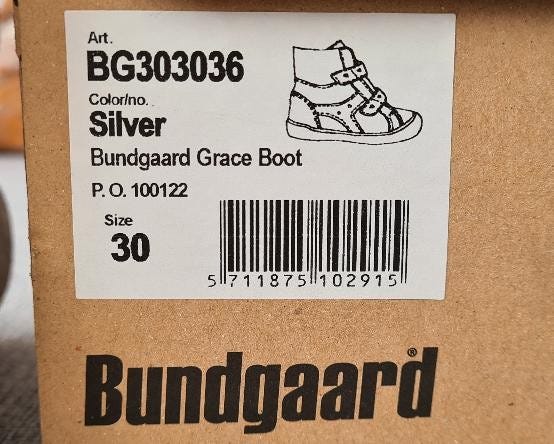 Art.
BG303036
Color/no.
Silver
Bundgaard Grace Boot
P. O. 100122
Size
30
5 711875 102915
Bundgaard®